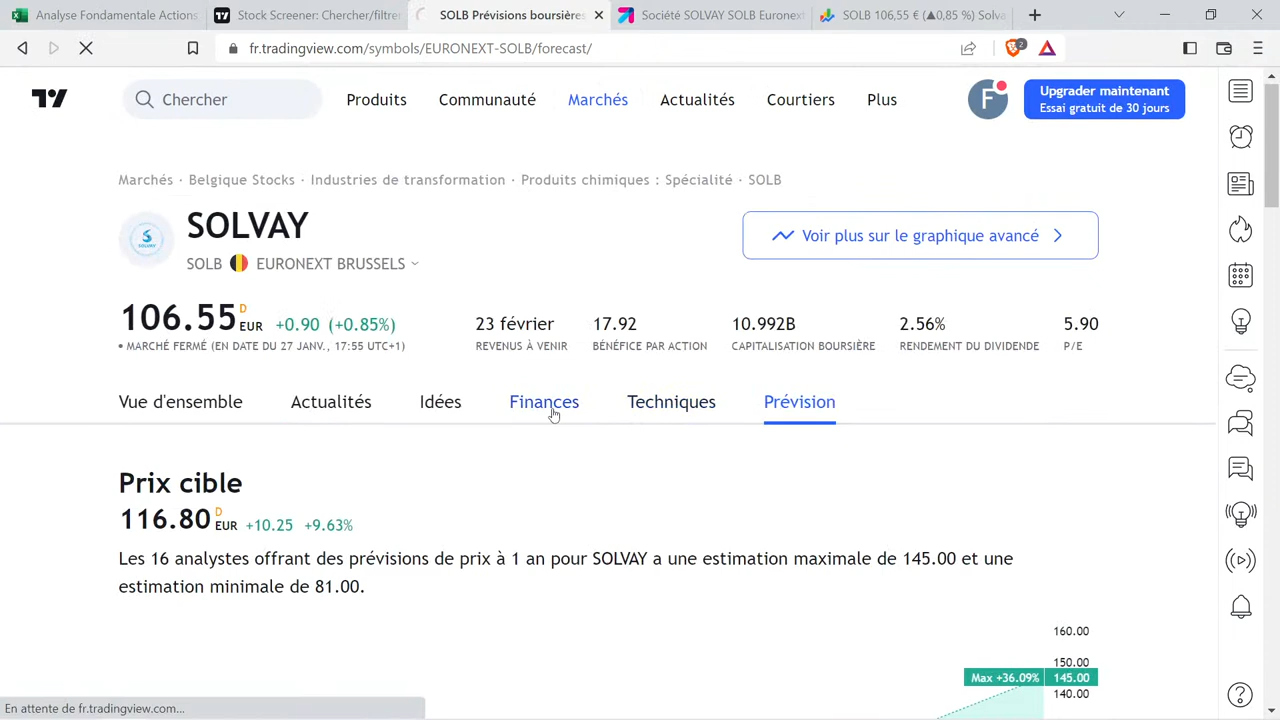 Analyse Fondamentale Actions
Stock Screener: Chercher/filtrer
SOLB Prévisions boursières
Société SOLVAY SOLB Euronext
SOLB 106,55 (▲0,85 %) Solva
fr.tradingview.com/symbols/EURONEXT-SOLB/forecast/
2
Chercher
Produits
Communauté
Marchés
Actualités
Courtiers
Plus
F
Upgrader maintenant
Essai gratuit de 30 jours
Marchés · Belgique Stocks · Industries de transformation · Produits chimiques : Spécialité · SOLB
S
SOLVAY
SOLVAY
SOLB EURONEXT BRUSSELS
Voir plus sur le graphique avancé
106.55 D EUR +0.90 (+0.85%)
• MARCHÉ FERMÉ (EN DATE DU 27 JANV., 17:55 UTC+1)
23 février
REVENUS À VENIR
17.92
BÉNÉFICE PAR ACTION
10.992B
CAPITALISATION BOURSIÈRE
2.56%
RENDEMENT DU DIVIDENDE
5.90
P/E
Vue d'ensemble
Actualités
Idées
Finances
Techniques
Prévision
Prix cible
116.80 D EUR +10.25 +9.63%
Les 16 analystes offrant des prévisions de prix à 1 an pour SOLVAY a une estimation maximale de 145.00 et une
estimation minimale de 81.00.
160.00
150.00
Max +36.09% 145.00
140.00
En attente de fr.tradingview.com...